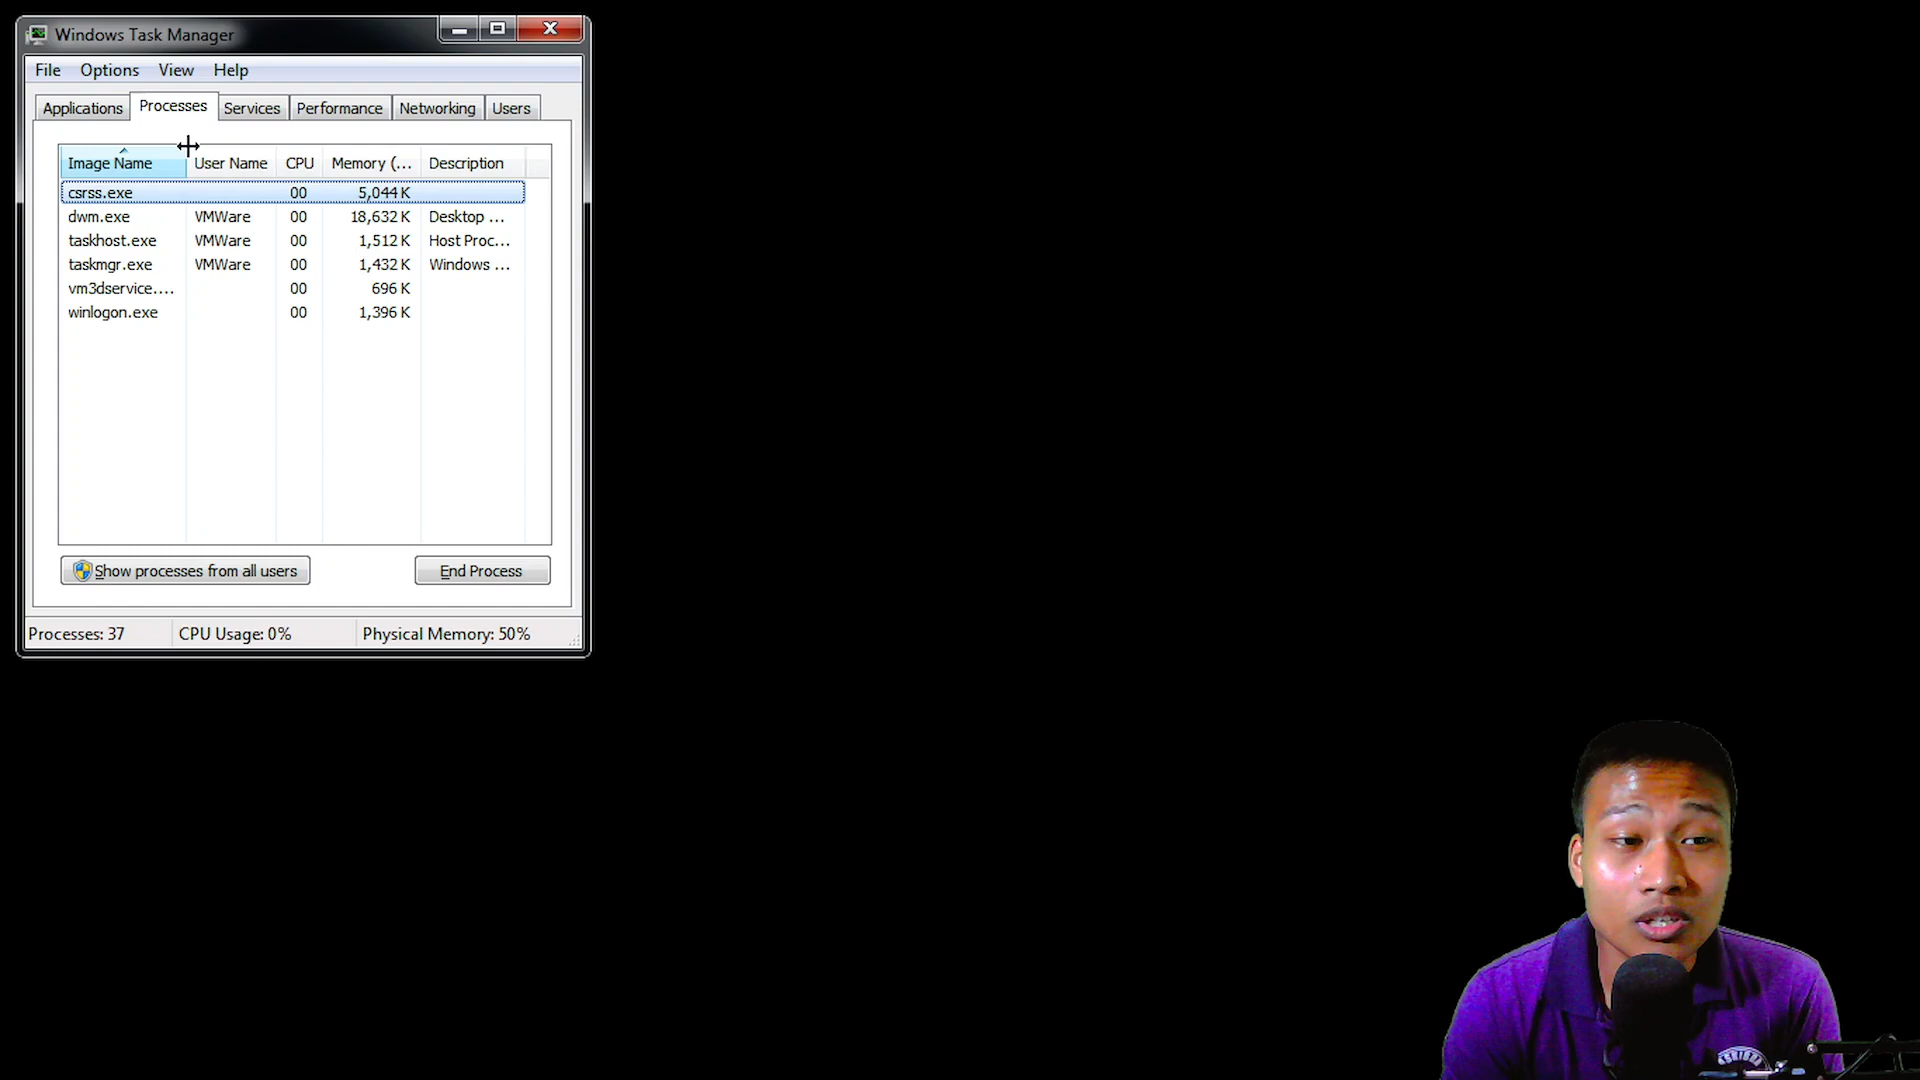 Windows Task Manager
File Options View Help
Applications Processes Services Performance Networking Users
Image Name User Name CPU Memory (... Description
csrss.exe 00 5,044 K
dwm.exe VMWare 00 18,632 K Desktop ...
taskhost.exe VMWare 00 1,512 K Host Proc...
taskmgr.exe VMWare 00 1,432 K Windows ...
vm3dservice.... 00 696 K
winlogon.exe 00 1,396 K
Show processes from all users End Process
Processes: 37 CPU Usage: 0% Physical Memory: 50%